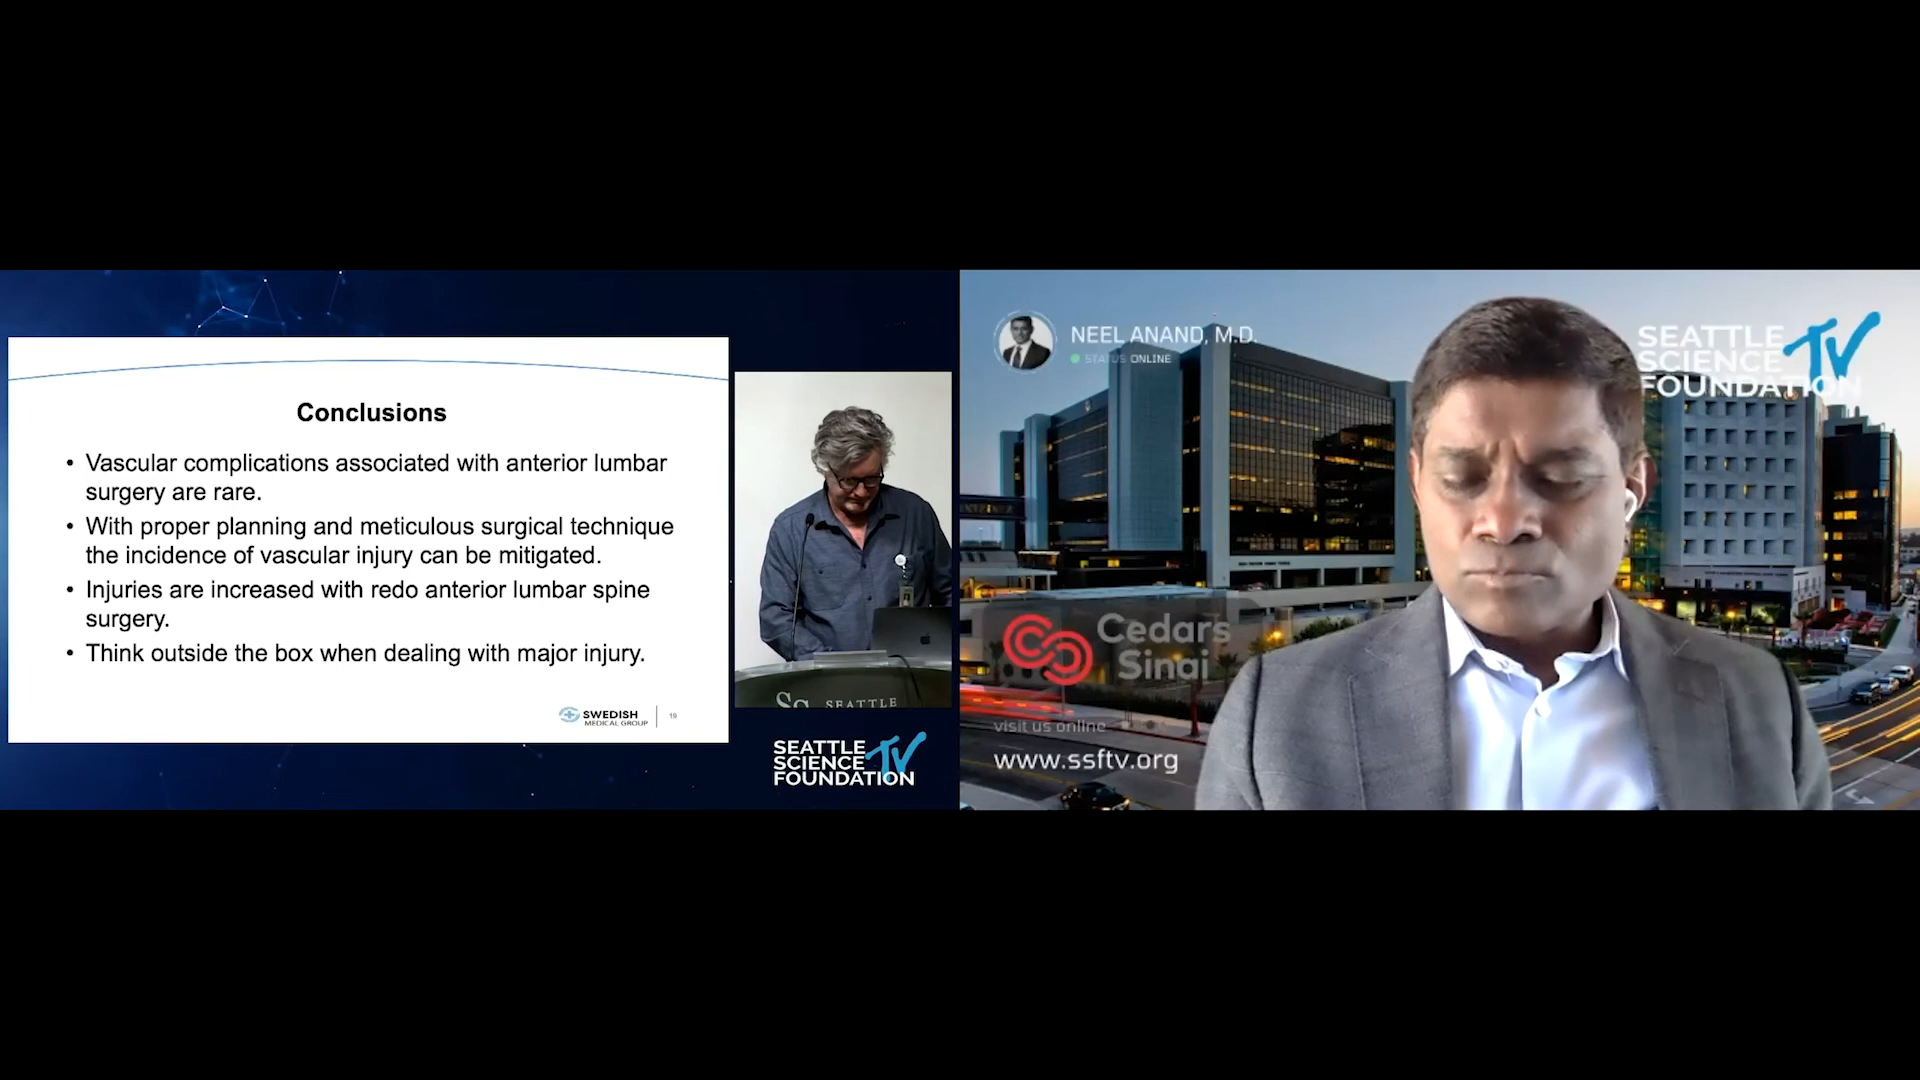 Conclusions
• Vascular complications associated with anterior lumbar
surgery are rare.
• With proper planning and meticulous surgical technique
the incidence of vascular injury can be mitigated.
• Injuries are increased with redo anterior lumbar spine
surgery.
• Think outside the box when dealing with major injury.
SWEDISH
MEDICAL GROUP
19
SEATTLE
SEATTLE
SCIENCE TV
FOUNDATION
NEEL ANAND, M.D.
STATUS ONLINE
SEATTLE
SCIENCE TV
FOUNDATION
Cedars
Sinai
visit us online
www.ssftv.org